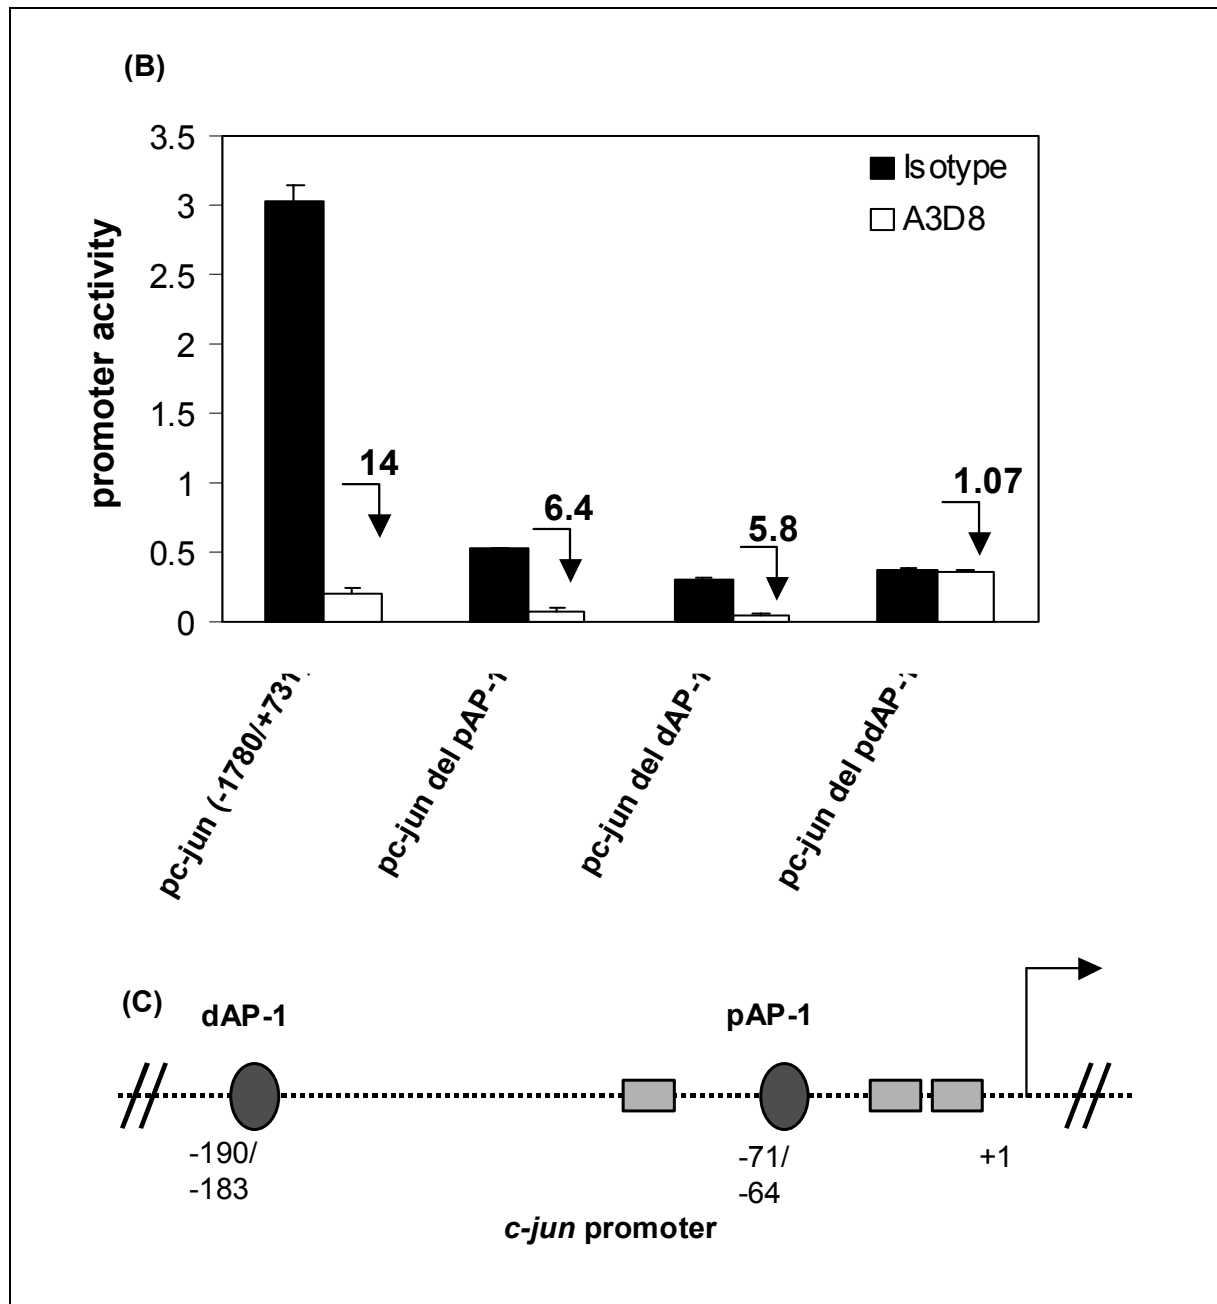 (B)
promoter activity
3.5
3
2.5
2
1.5
1
0.5
0
Isotype
A3D8
14
6.4
5.8
1.07
pc-jun (-1780/+731)
pc-jun del pAP-1
pc-jun del dAP-1
pc-jun del pdAP-1
(C)
dAP-1
pAP-1
-190/
-183
-71/
-64
+1
c-jun promoter